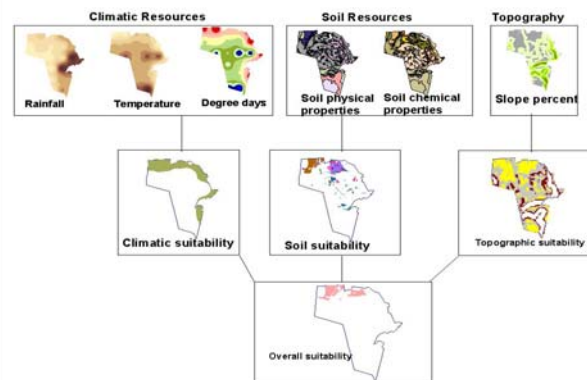 Climatic Resources
Soil Resources
Topography
Rainfall
Temperature
Degree days
Soil physical
properties
Soil chemical
properties
Slope percent
Climatic suitability
Soil suitability
Topographic suitability
Overall suitability